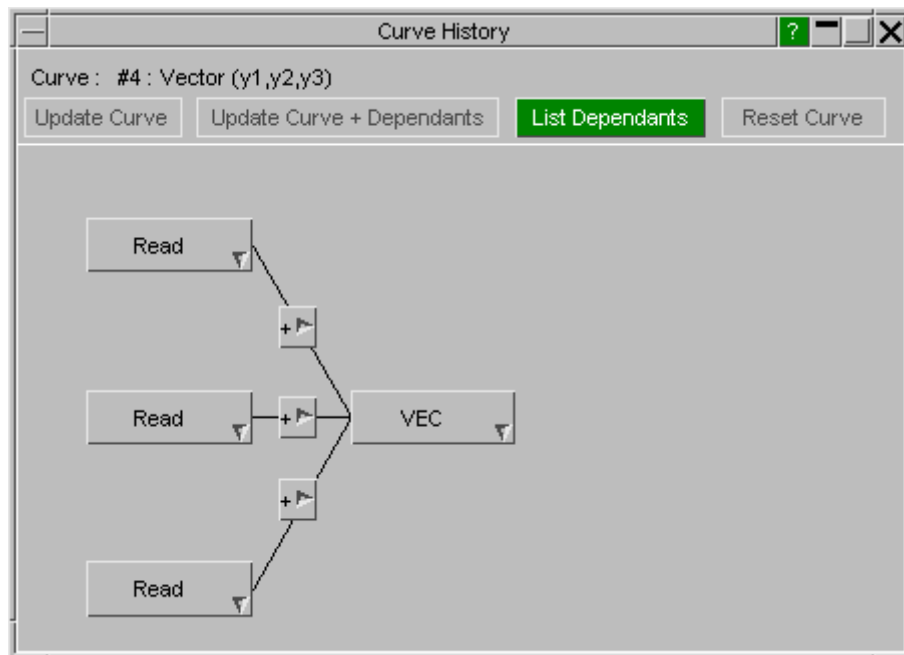 Curve History ?
Curve : #4 : Vector (y1,y2,y3)
Update Curve Update Curve + Dependants List Dependants Reset Curve
Read
+
Read + VEC
+
Read